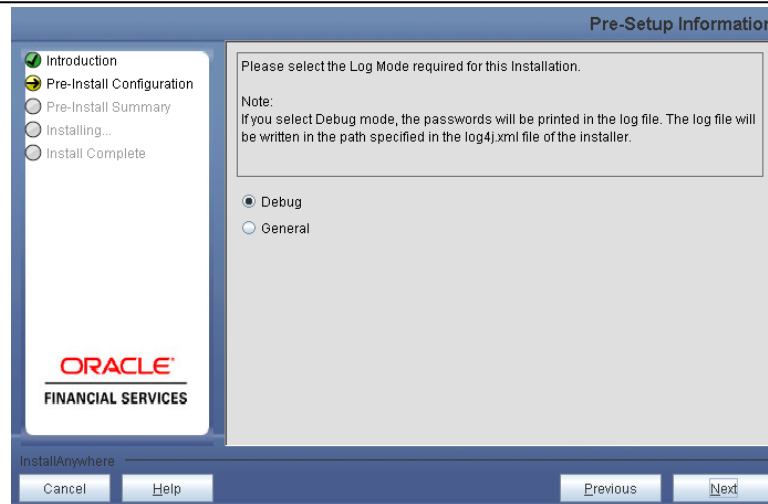 Pre-Setup Information
Introduction
Pre-Install Configuration
Pre-Install Summary
Installing...
Install Complete
Please select the Log Mode required for this Installation.
Note:
If you select Debug mode, the passwords will be printed in the log file. The log file will
be written in the path specified in the log4j.xml file of the installer.
Debug
General
ORACLE
FINANCIAL SERVICES
InstallAnywhere
Cancel
Help
Previous
Next